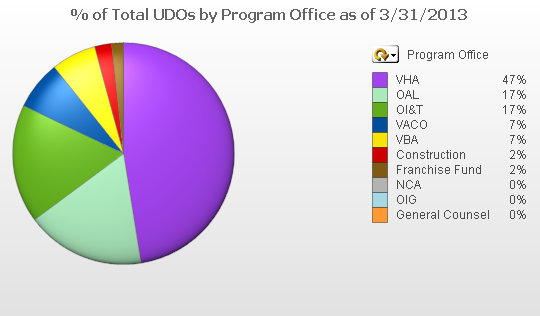 % of Total UDOs by Program Office as of 3/31/2013
Program Office
VHA 47%
OAL 17%
OI&T 17%
VACO 7%
VBA 7%
Construction 2%
Franchise Fund 2%
NCA 0%
OIG 0%
General Counsel 0%